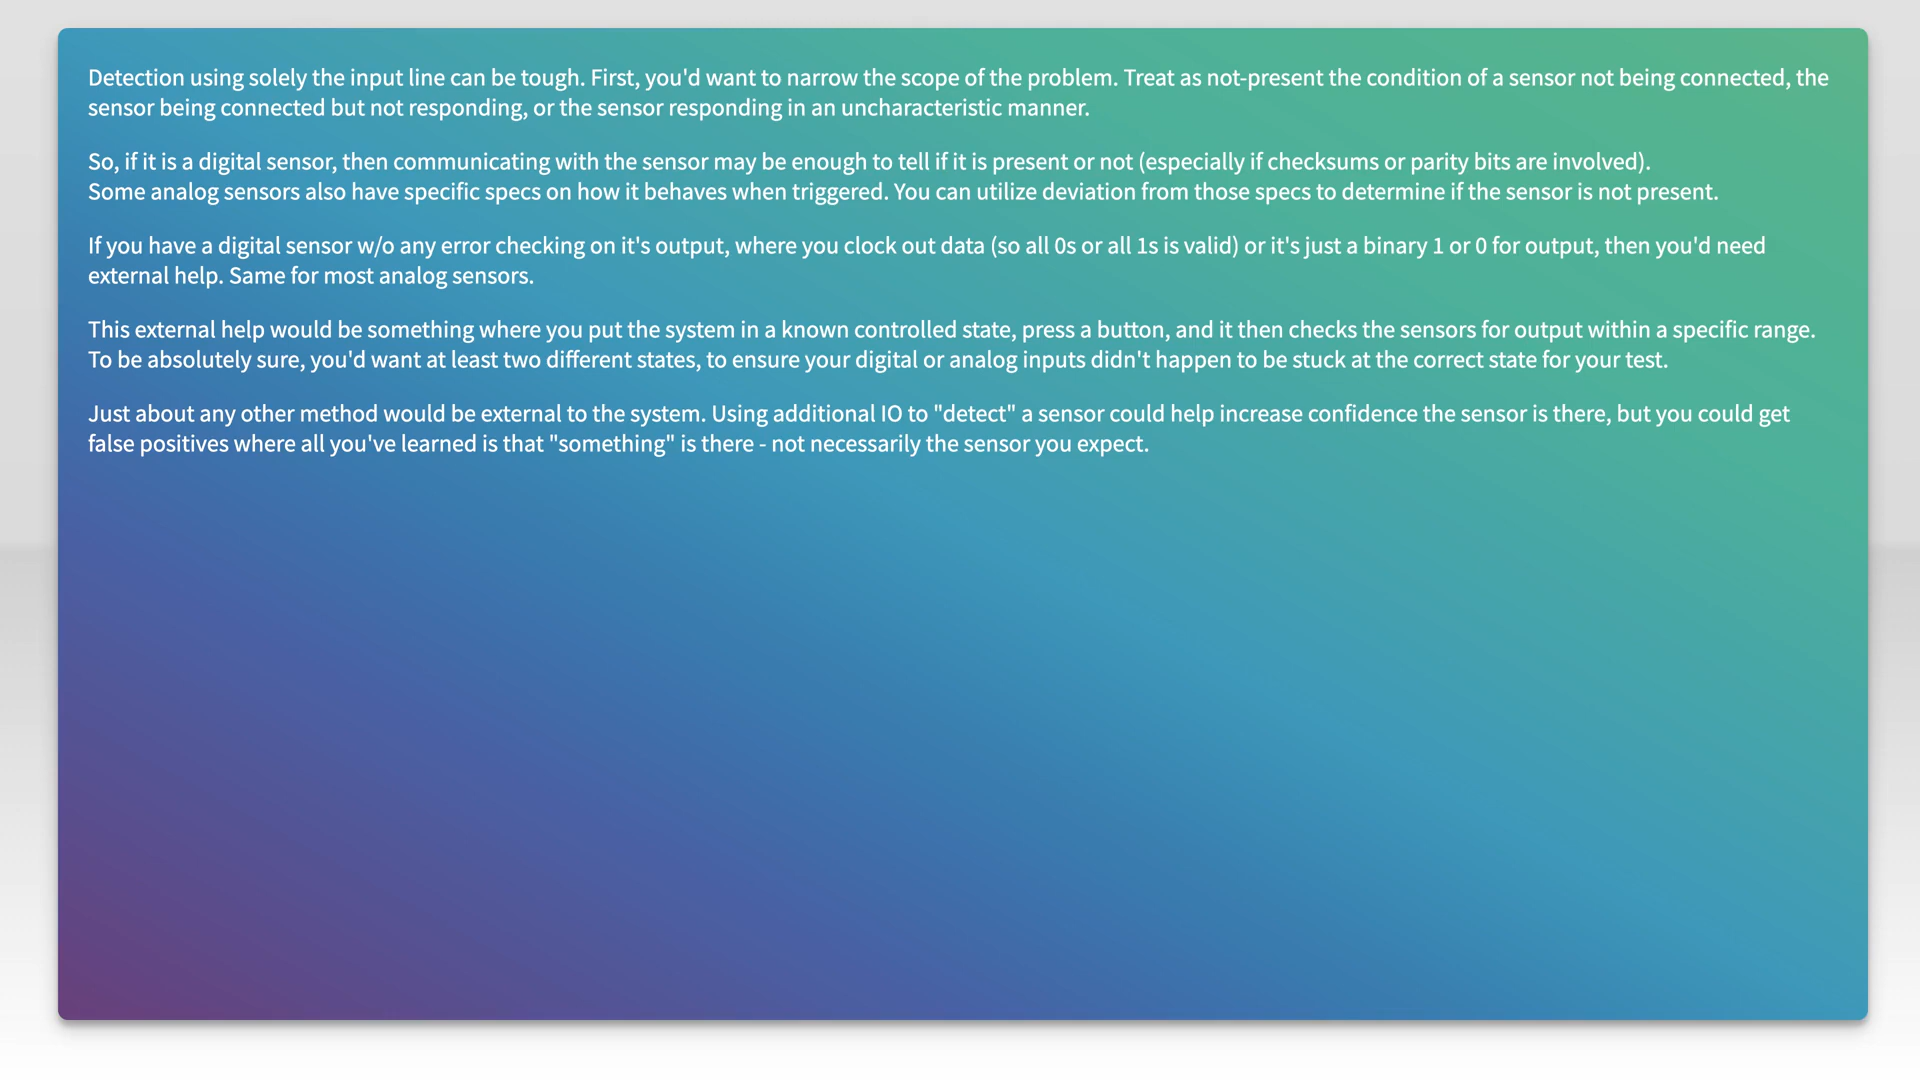 Detection using solely the input line can be tough. First, you'd want to narrow the scope of the problem. Treat as not-present the condition of a sensor not being connected, the
sensor being connected but not responding, or the sensor responding in an uncharacteristic manner.
So, if it is a digital sensor, then communicating with the sensor may be enough to tell if it is present or not (especially if checksums or parity bits are involved).
Some analog sensors also have specific specs on how it behaves when triggered. You can utilize deviation from those specs to determine if the sensor is not present.
If you have a digital sensor w/o any error checking on it's output, where you clock out data (so all 0s or all 1s is valid) or it's just a binary 1 or 0 for output, then you'd need
external help. Same for most analog sensors.
This external help would be something where you put the system in a known controlled state, press a button, and it then checks the sensors for output within a specific range.
To be absolutely sure, you'd want at least two different states, to ensure your digital or analog inputs didn't happen to be stuck at the correct state for your test.
Just about any other method would be external to the system. Using additional IO to "detect" a sensor could help increase confidence the sensor is there, but you could get
false positives where all you've learned is that "something" is there - not necessarily the sensor you expect.